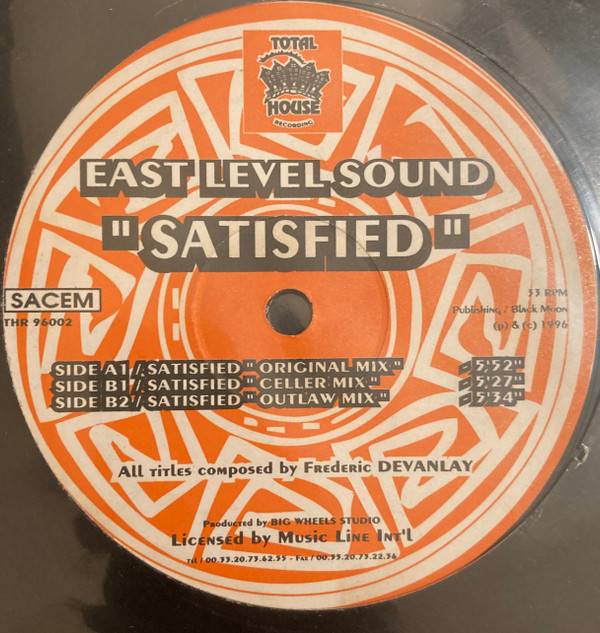 TOTAL
HOUSE
RECORDING
EAST LEVEL SOUND
"SATISFIED"
SACEM
THR 96002
33 RPM
Publishing / Black Moon
(p) & (c) 1996
SIDE A1 / SATISFIED " ORIGINAL MIX " 5'52"
SIDE B1 / SATISFIED " CELLER MIX " 5'27"
SIDE B2 / SATISFIED " OUTLAW MIX " 5'34"
All titles composed by Frederic DEVANLAY
Producted by BIG WHEELS STUDIO
Licensed by Music Line Int'l
Tel / 00.33.20.73.62.35 - Fax / 00.33.20.73.22.36